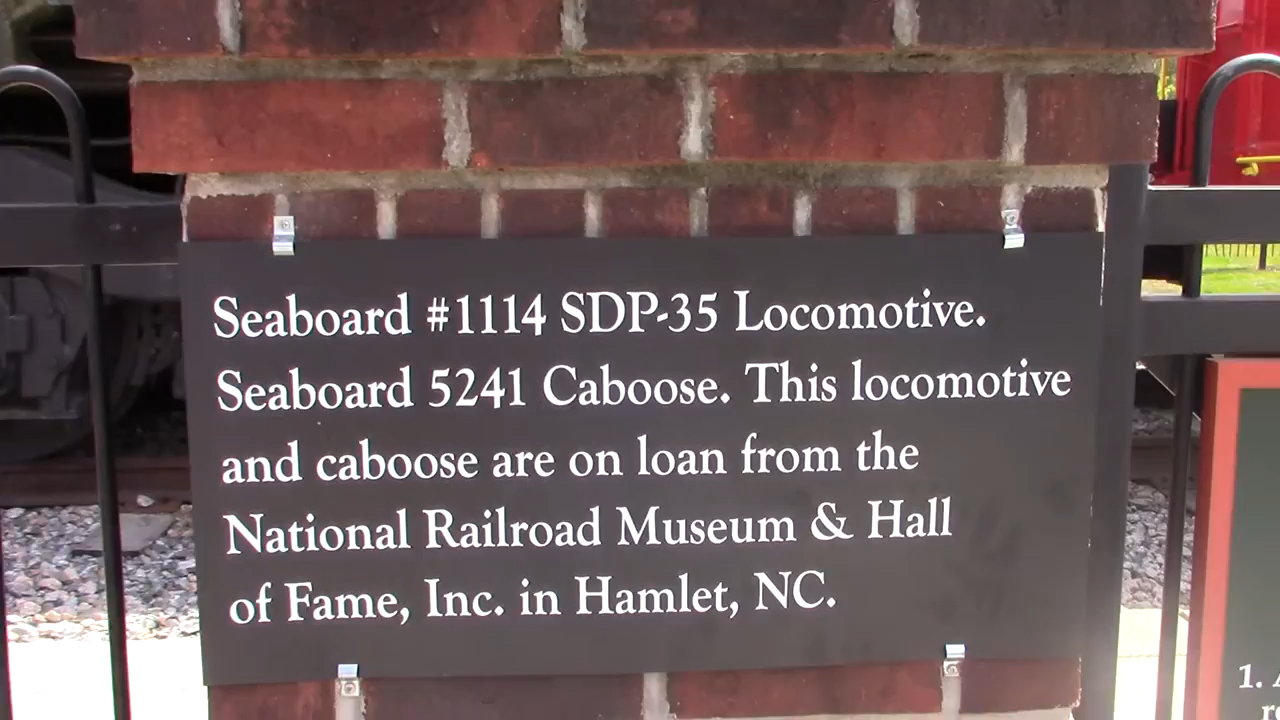 Seaboard #1114 SDP-35 Locomotive.
Seaboard 5241 Caboose. This locomotive
and caboose are on loan from the
National Railroad Museum & Hall
of Fame, Inc. in Hamlet, NC.
1.